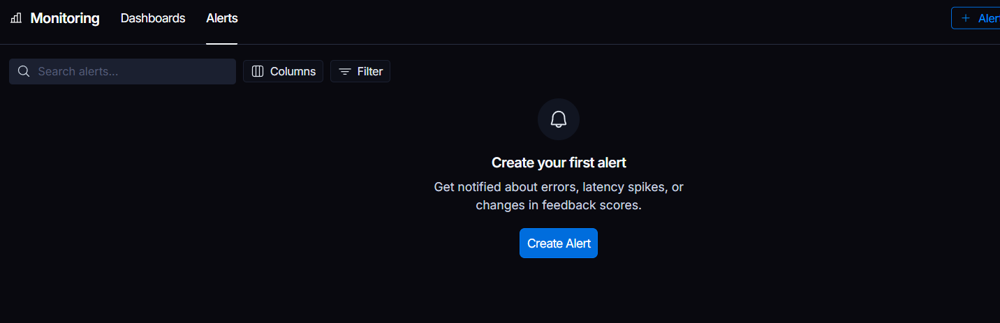 Monitoring Dashboards Alerts
Search alerts...
Columns
Filter
Create your first alert
Get notified about errors, latency spikes, or
changes in feedback scores.
Create Alert